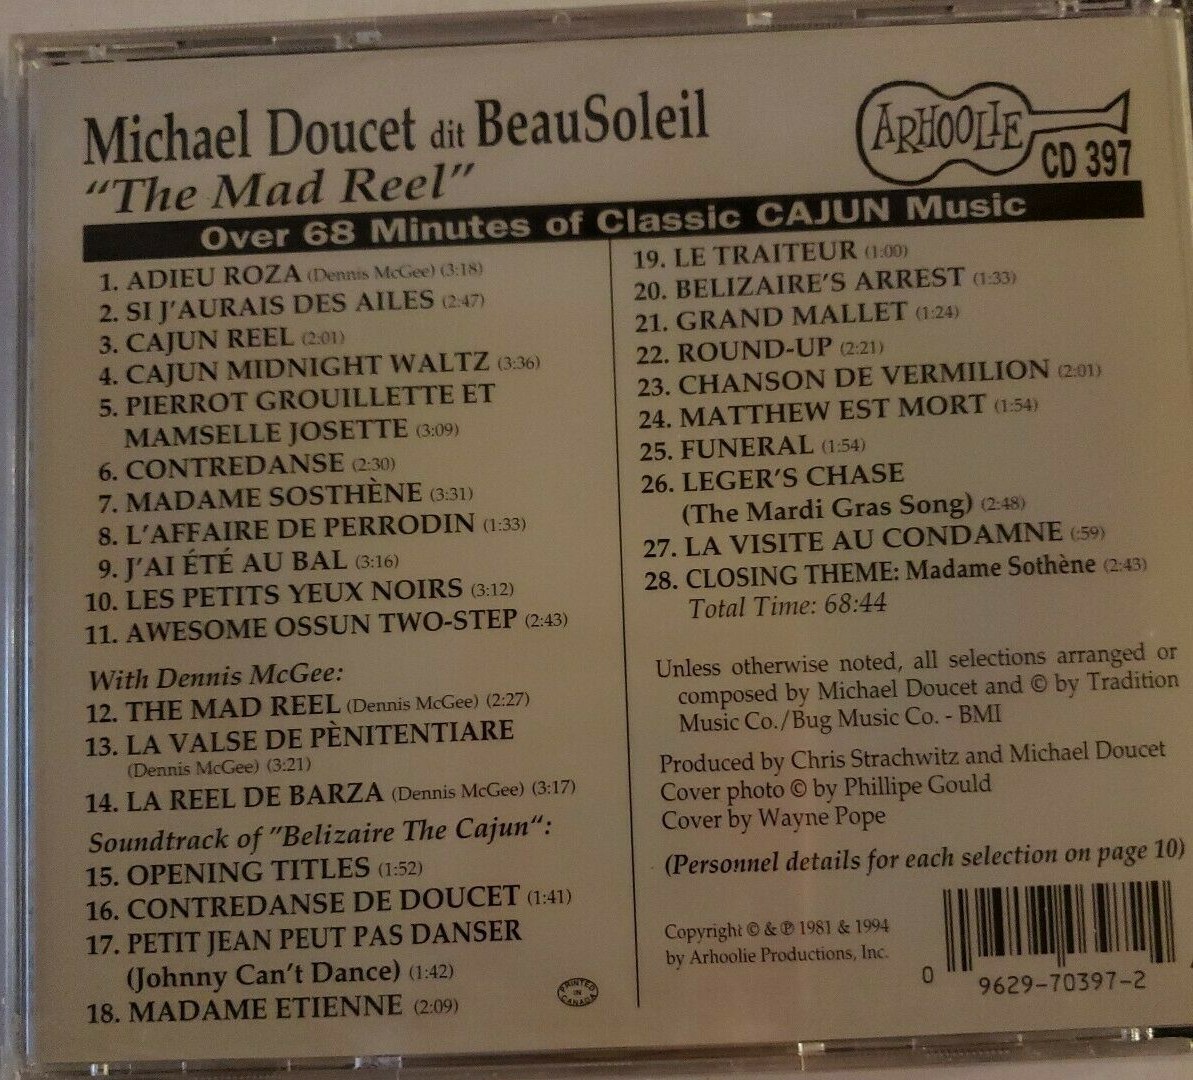 Michael Doucet dit BeauSoleil
"The Mad Reel"
ARHOOLIE
CD 397
Over 68 Minutes of Classic CAJUN Music
1. ADIEU ROZA (Dennis McGee) (3:18)
2. SI J'AURAIS DES AILES (2:47)
3. CAJUN REEL (2:01)
4. CAJUN MIDNIGHT WALTZ (3:36)
5. PIERROT GROUILLETTE ET
MAMSELLE JOSETTE (3:09)
6. CONTREDANSE (2:30)
7. MADAME SOSTHÈNE (3:31)
8. L'AFFAIRE DE PERRODIN (1:33)
9. J'AI ÉTÉ AU BAL (3:16)
10. LES PETITS YEUX NOIRS (3:12)
11. AWESOME OSSUN TWO-STEP (2:43)
With Dennis McGee:
12. THE MAD REEL (Dennis McGee) (2:27)
13. LA VALSE DE PÈNITENTIARE
(Dennis McGee) (3:21)
14. LA REEL DE BARZA (Dennis McGee) (3:17)
Soundtrack of "Belizaire The Cajun":
15. OPENING TITLES (1:52)
16. CONTREDANSE DE DOUCET (1:41)
17. PETIT JEAN PEUT PAS DANSER
(Johnny Can't Dance) (1:42)
18. MADAME ETIENNE (2:09)
PRINTED
IN
CANADA
19. LE TRAITEUR (1:00)
20. BELIZAIRE'S ARREST (1:33)
21. GRAND MALLET (1:24)
22. ROUND-UP (2:21)
23. CHANSON DE VERMILION (2:01)
24. MATTHEW EST MORT (1:54)
25. FUNERAL (1:54)
26. LEGER'S CHASE
(The Mardi Gras Song) (2:48)
27. LA VISITE AU CONDAMNE (:59)
28. CLOSING THEME: Madame Sothène (2:43)
Total Time: 68:44
Unless otherwise noted, all selections arranged or
composed by Michael Doucet and © by Tradition
Music Co./Bug Music Co. - BMI
Produced by Chris Strachwitz and Michael Doucet
Cover photo © by Phillipe Gould
Cover by Wayne Pope
(Personnel details for each selection on page 10)
Copyright © & ℗ 1981 & 1994
by Arhoolie Productions, Inc.
0 9629-70397-2